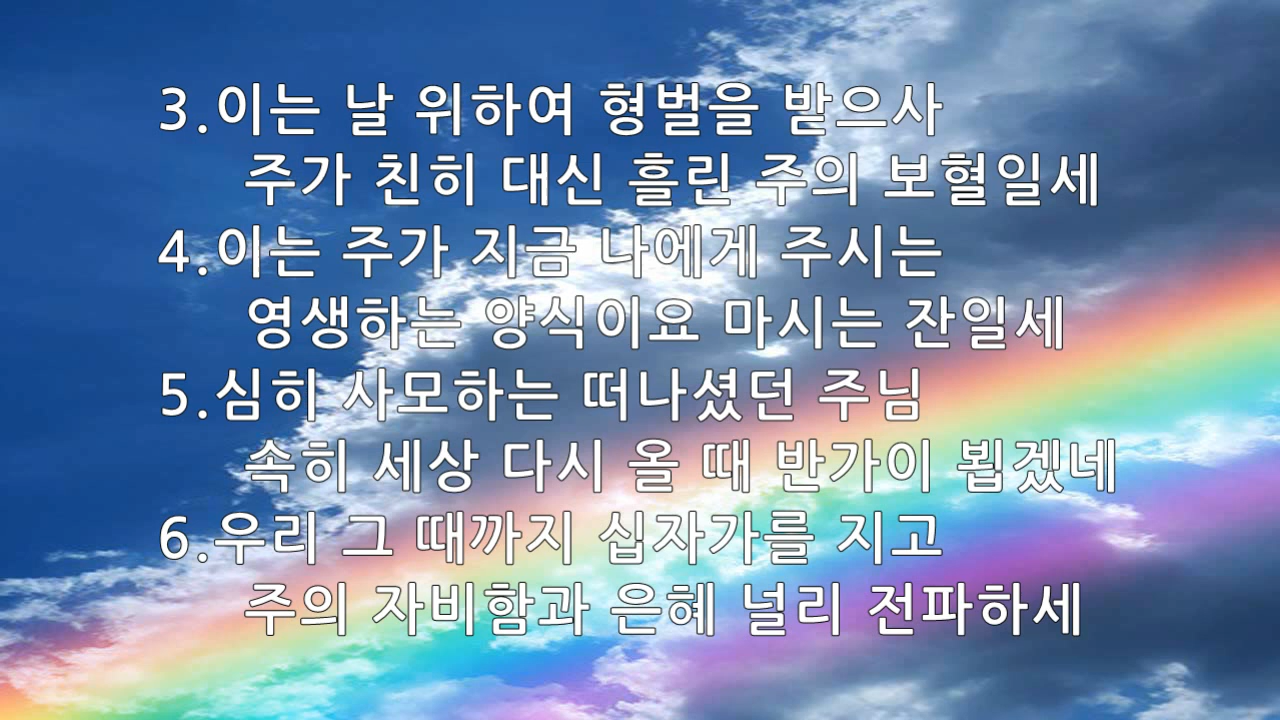 3.이는 날 위하여 형벌을 받으사
주가 친히 대신 흘린 주의 보혈일세
4.이는 주가 지금 나에게 주시는
영생하는 양식이요 마시는 잔일세
5.심히 사모하는 떠나셨던 주님
속히 세상 다시 올 때 반가이 뵙겠네
6.우리 그 때까지 십자가를 지고
주의 자비함과 은혜 널리 전파하세